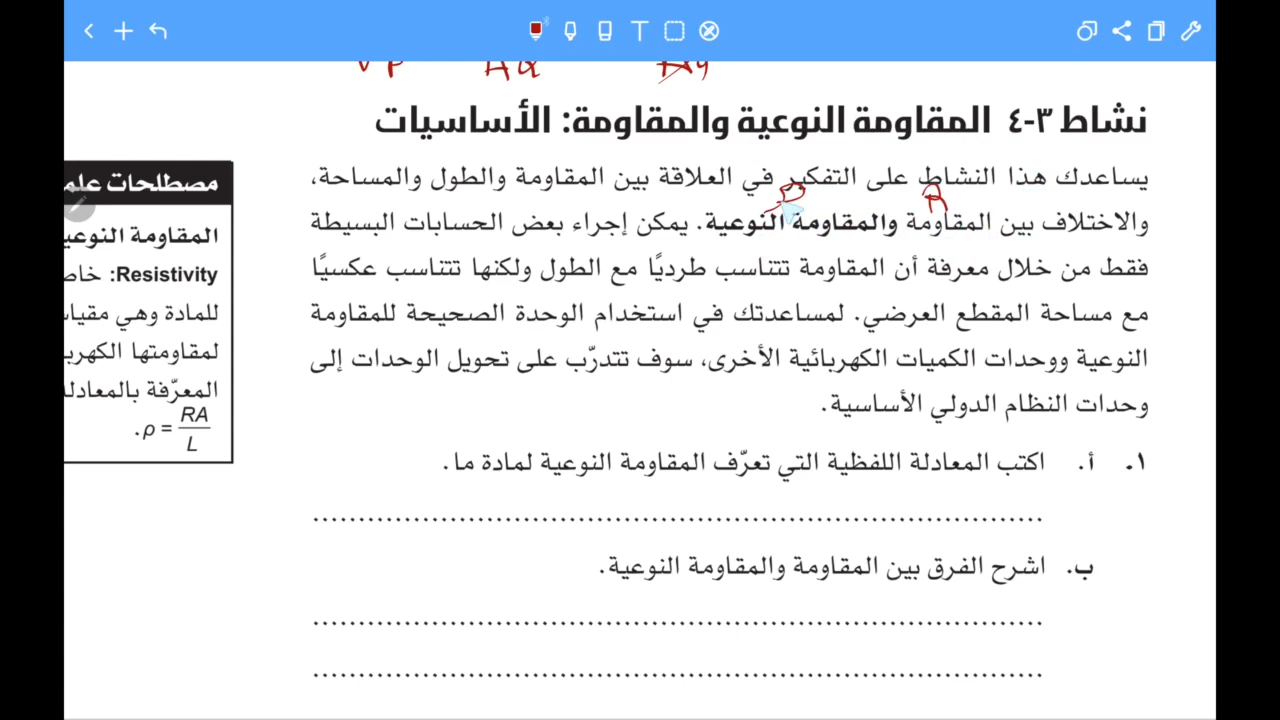 نشاط ٣-٤ المقاومة النوعية والمقاومة: الأساسيات
يساعدك هذا النشاط على التفكير في العلاقة بين المقاومة والطول والمساحة،
R
والاختلاف بين المقاومة والمقاومة النوعية. يمكن إجراء بعض الحسابات البسيطة
فقط من خلال معرفة أن المقاومة تتناسب طرديًا مع الطول ولكنها تتناسب عكسيًا
مع مساحة المقطع العرضي. لمساعدتك في استخدام الوحدة الصحيحة للمقاومة
النوعية ووحدات الكميات الكهربائية الأخرى، سوف تتدرّب على تحويل الوحدات إلى
وحدات النظام الدولي الأساسية.
١. أ. اكتب المعادلة اللفظية التي تعرّف المقاومة النوعية لمادة ما.
ب. اشرح الفرق بين المقاومة والمقاومة النوعية.
مصطلحات علم
المقاومة النوعي
Resistivity: خاص
للمادة وهي مقيا
لمقاومتها الكهرب
المعرّفة بالمعادل
ρ = RA/L.